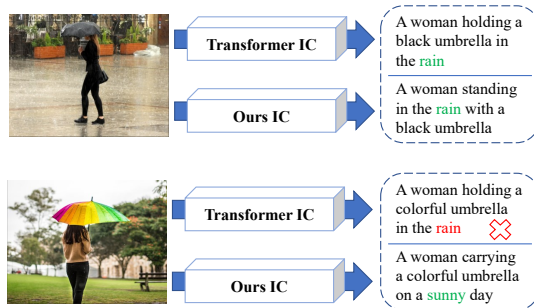 Transformer IC
A woman holding a
black umbrella in
the rain
Ours IC
A woman standing
in the rain with a
black umbrella
Transformer IC
A woman holding a
colorful umbrella
in the rain
Ours IC
A woman carrying
a colorful umbrella
on a sunny day